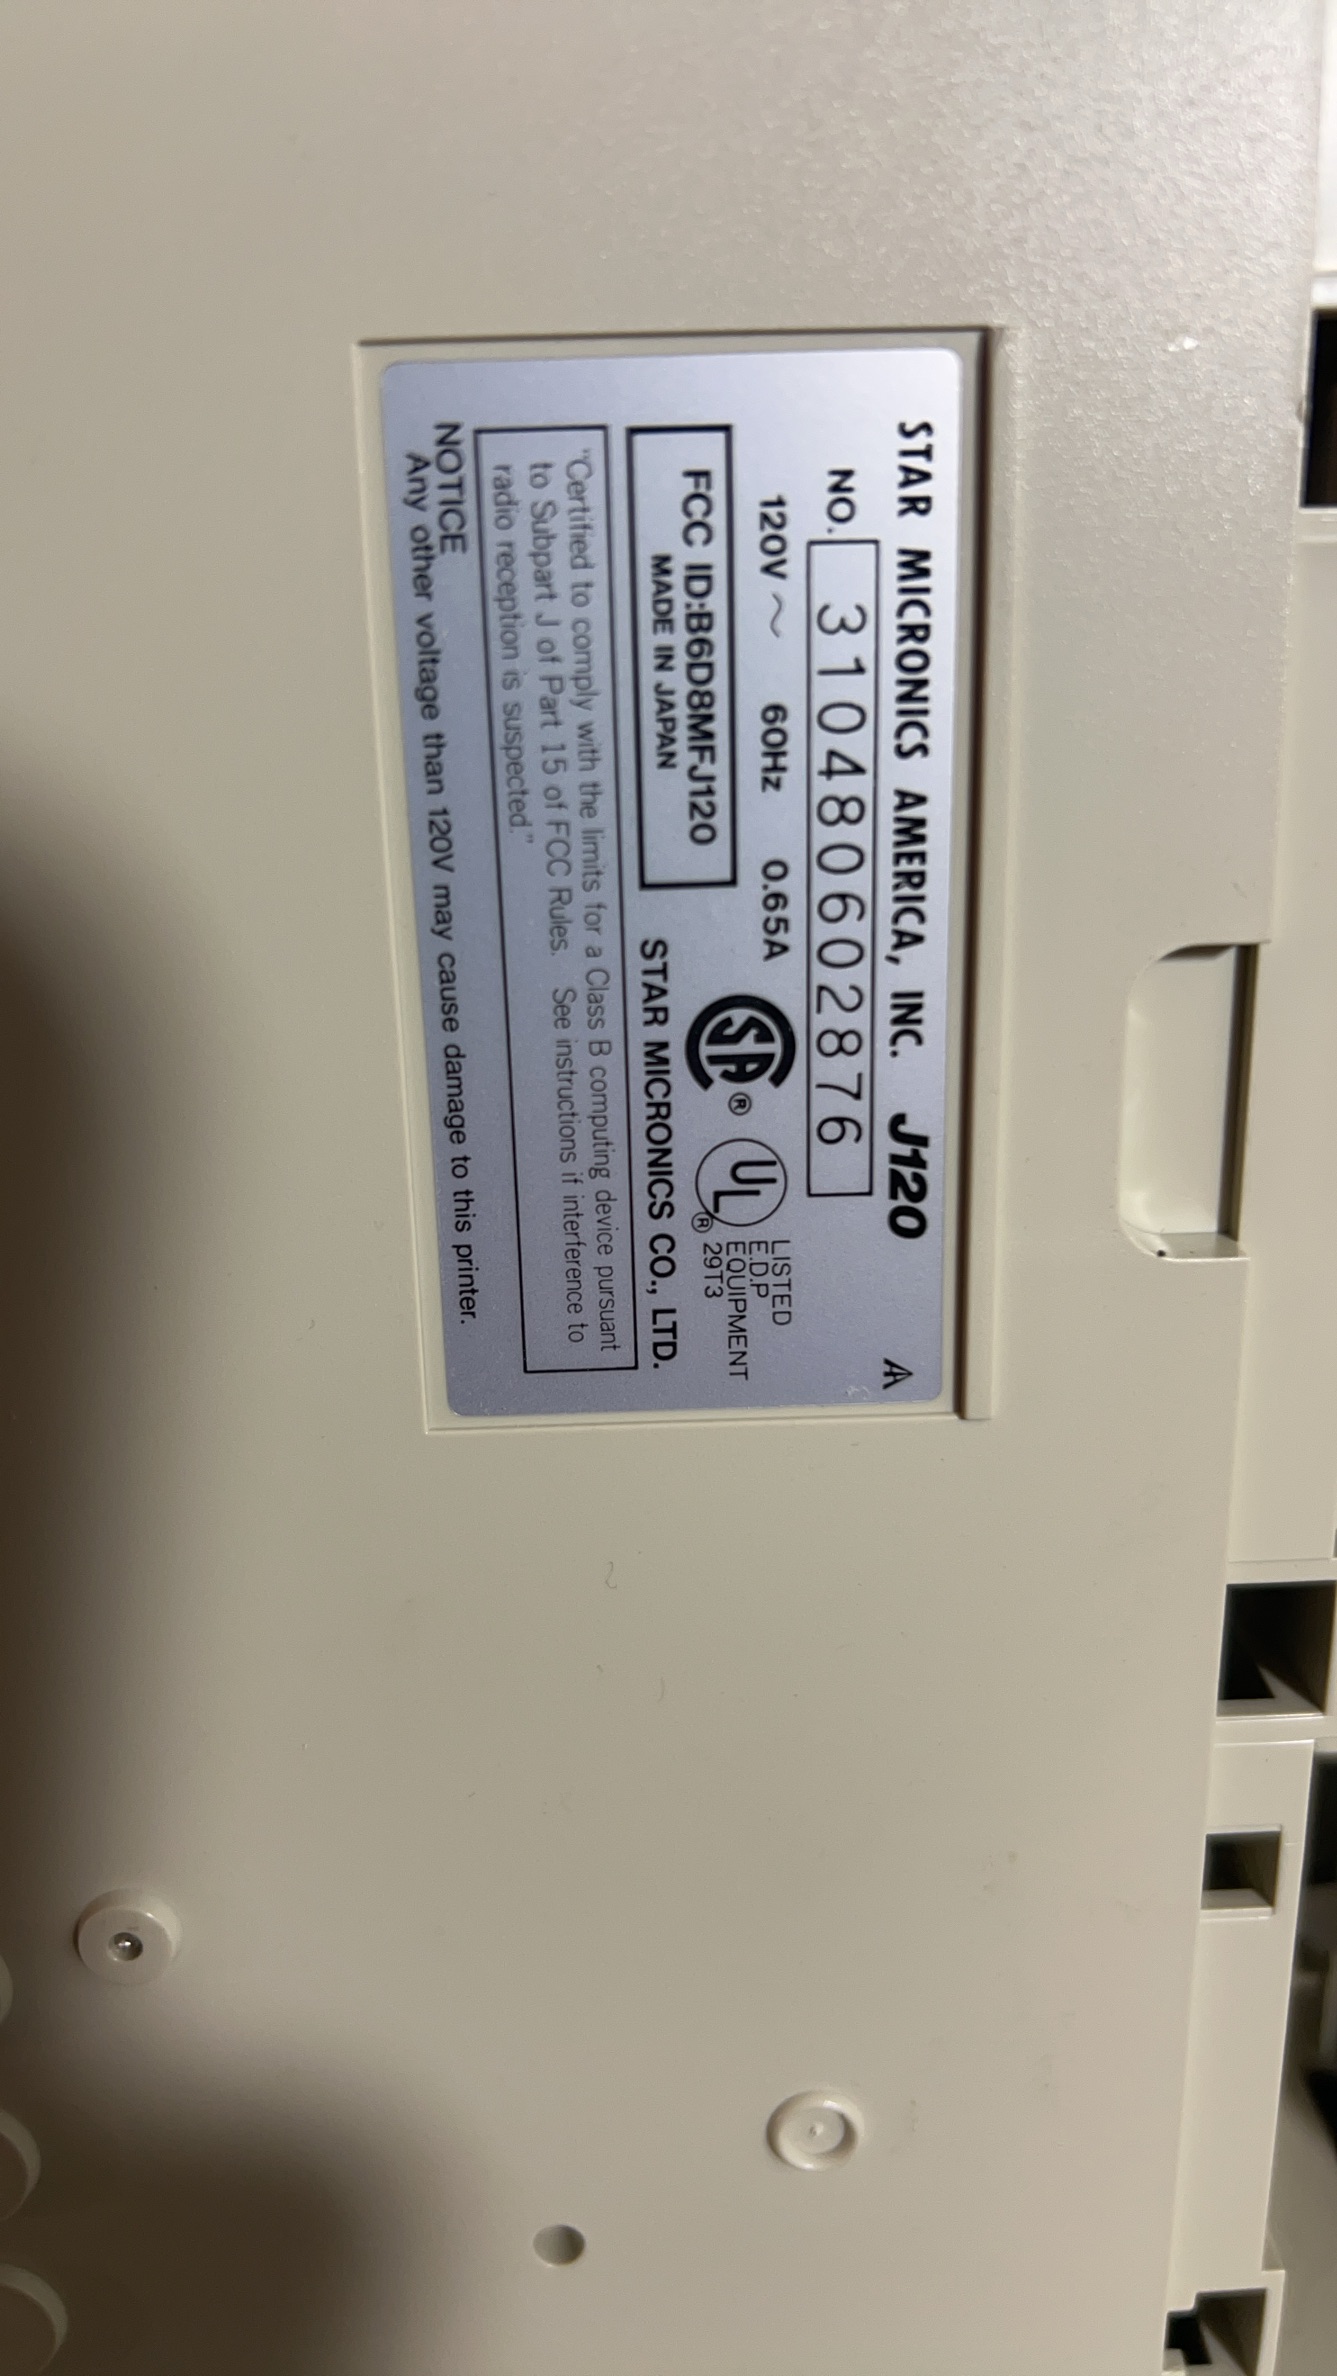 STAR MICRONICS AMERICA, INC. J120 A
NO. 310480602876
120V ~ 60Hz 0.65A
SA® UL®
LISTED
E.D.P
EQUIPMENT
29T3
FCC ID:B6D8MFJ120
MADE IN JAPAN
STAR MICRONICS CO., LTD.
"Certified to comply with the limits for a Class B computing device pursuant
to Subpart J of Part 15 of FCC Rules. See instructions if interference to
radio reception is suspected."
NOTICE
Any other voltage than 120V may cause damage to this printer.